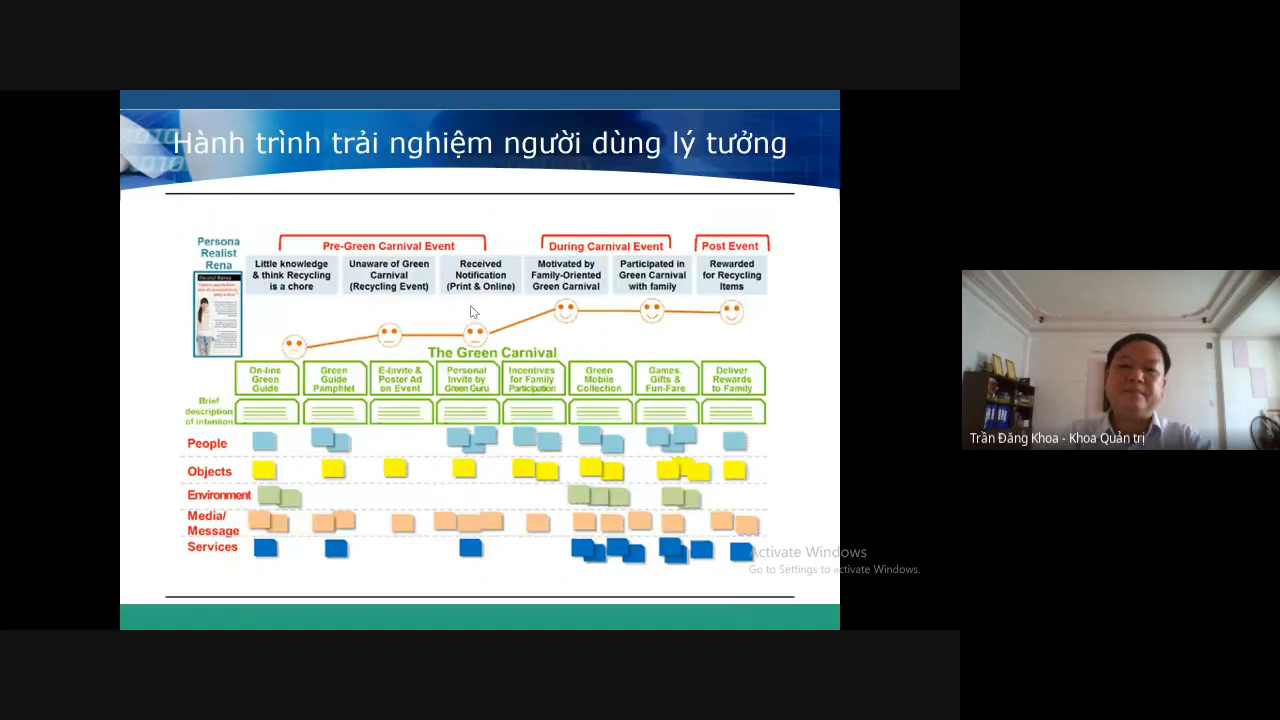 Hành trình trải nghiệm người dùng lý tưởng
Persona
Realist
Rena
Pre-Green Carnival Event
During Carnival Event
Post Event
Little knowledge
& think Recycling
is a chore
Unaware of Green
Carnival
(Recycling Event)
Received
Notification
(Print & Online)
Motivated by
Family-Oriented
Green Carnival
Participated in
Green Carnival
with family
Rewarded
for Recycling
Items
The Green Carnival
On-line
Green
Guide
Green
Guide
Pamphlet
E-Invite &
Poster Ad
on Event
Personal
Invite by
Green Guru
Incentives
for Family
Participation
Green
Mobile
Collection
Games,
Gifts &
Fun-Fare
Deliver
Rewards
to Family
Brief
description
of intention
People
Objects
Environment
Media/
Message
Services
Activate Windows
Go to Settings to activate Windows.
Trần Đăng Khoa - Khoa Quản trị